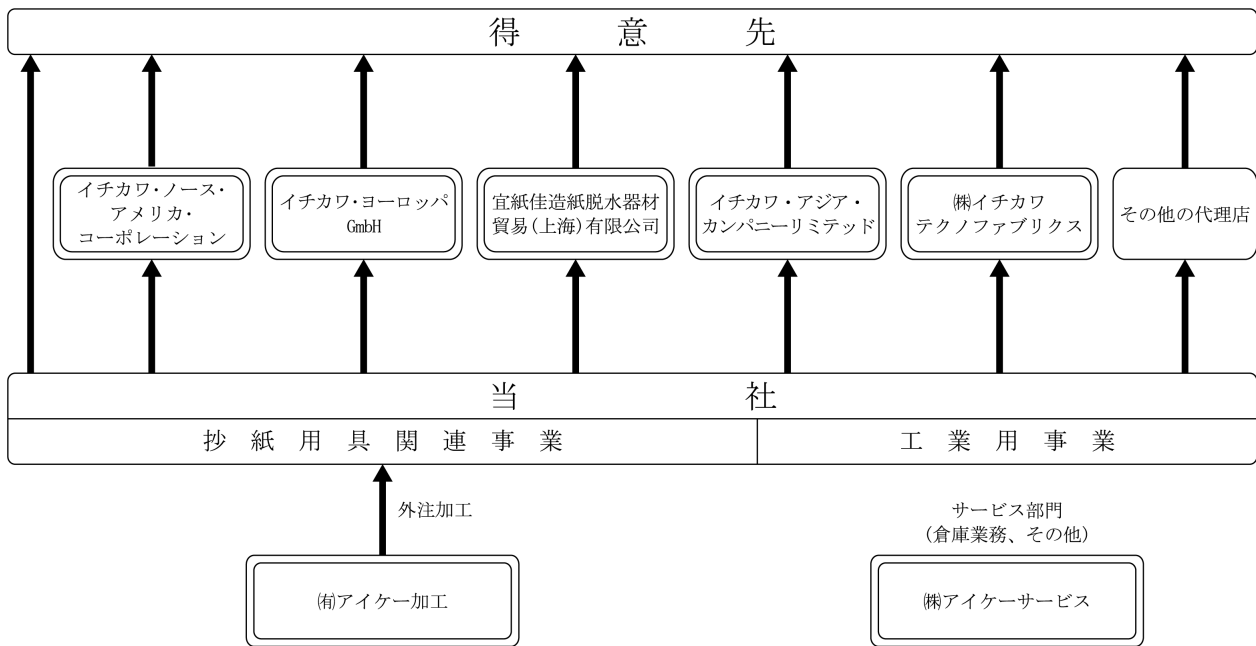 得意先
イチカワ・ノース・
アメリカ・
コーポレーション
イチカワ・ヨーロッパ
GmbH
宜紙佳造紙脱水器材
貿易(上海)有限公司
イチカワ・アジア・
カンパニーリミテッド
㈱イチカワ
テクノファブリクス
その他の代理店
当社
抄紙用具関連事業
工業用事業
外注加工
サービス部門
(倉庫業務、その他)
㈲アイケー加工
㈱アイケーサービス